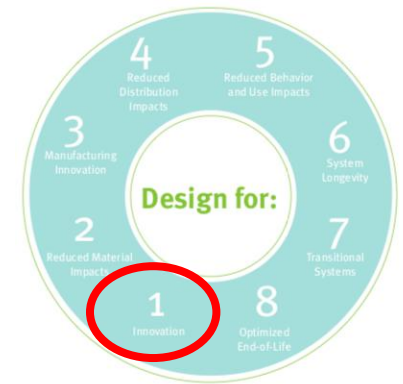 Design for:
1
Innovation
2
Reduced Material
Impacts
3
Manufacturing
Innovation
4
Reduced
Distribution
Impacts
5
Reduced Behavior
and Use Impacts
6
System
Longevity
7
Transitional
Systems
8
Optimized
End-of-Life